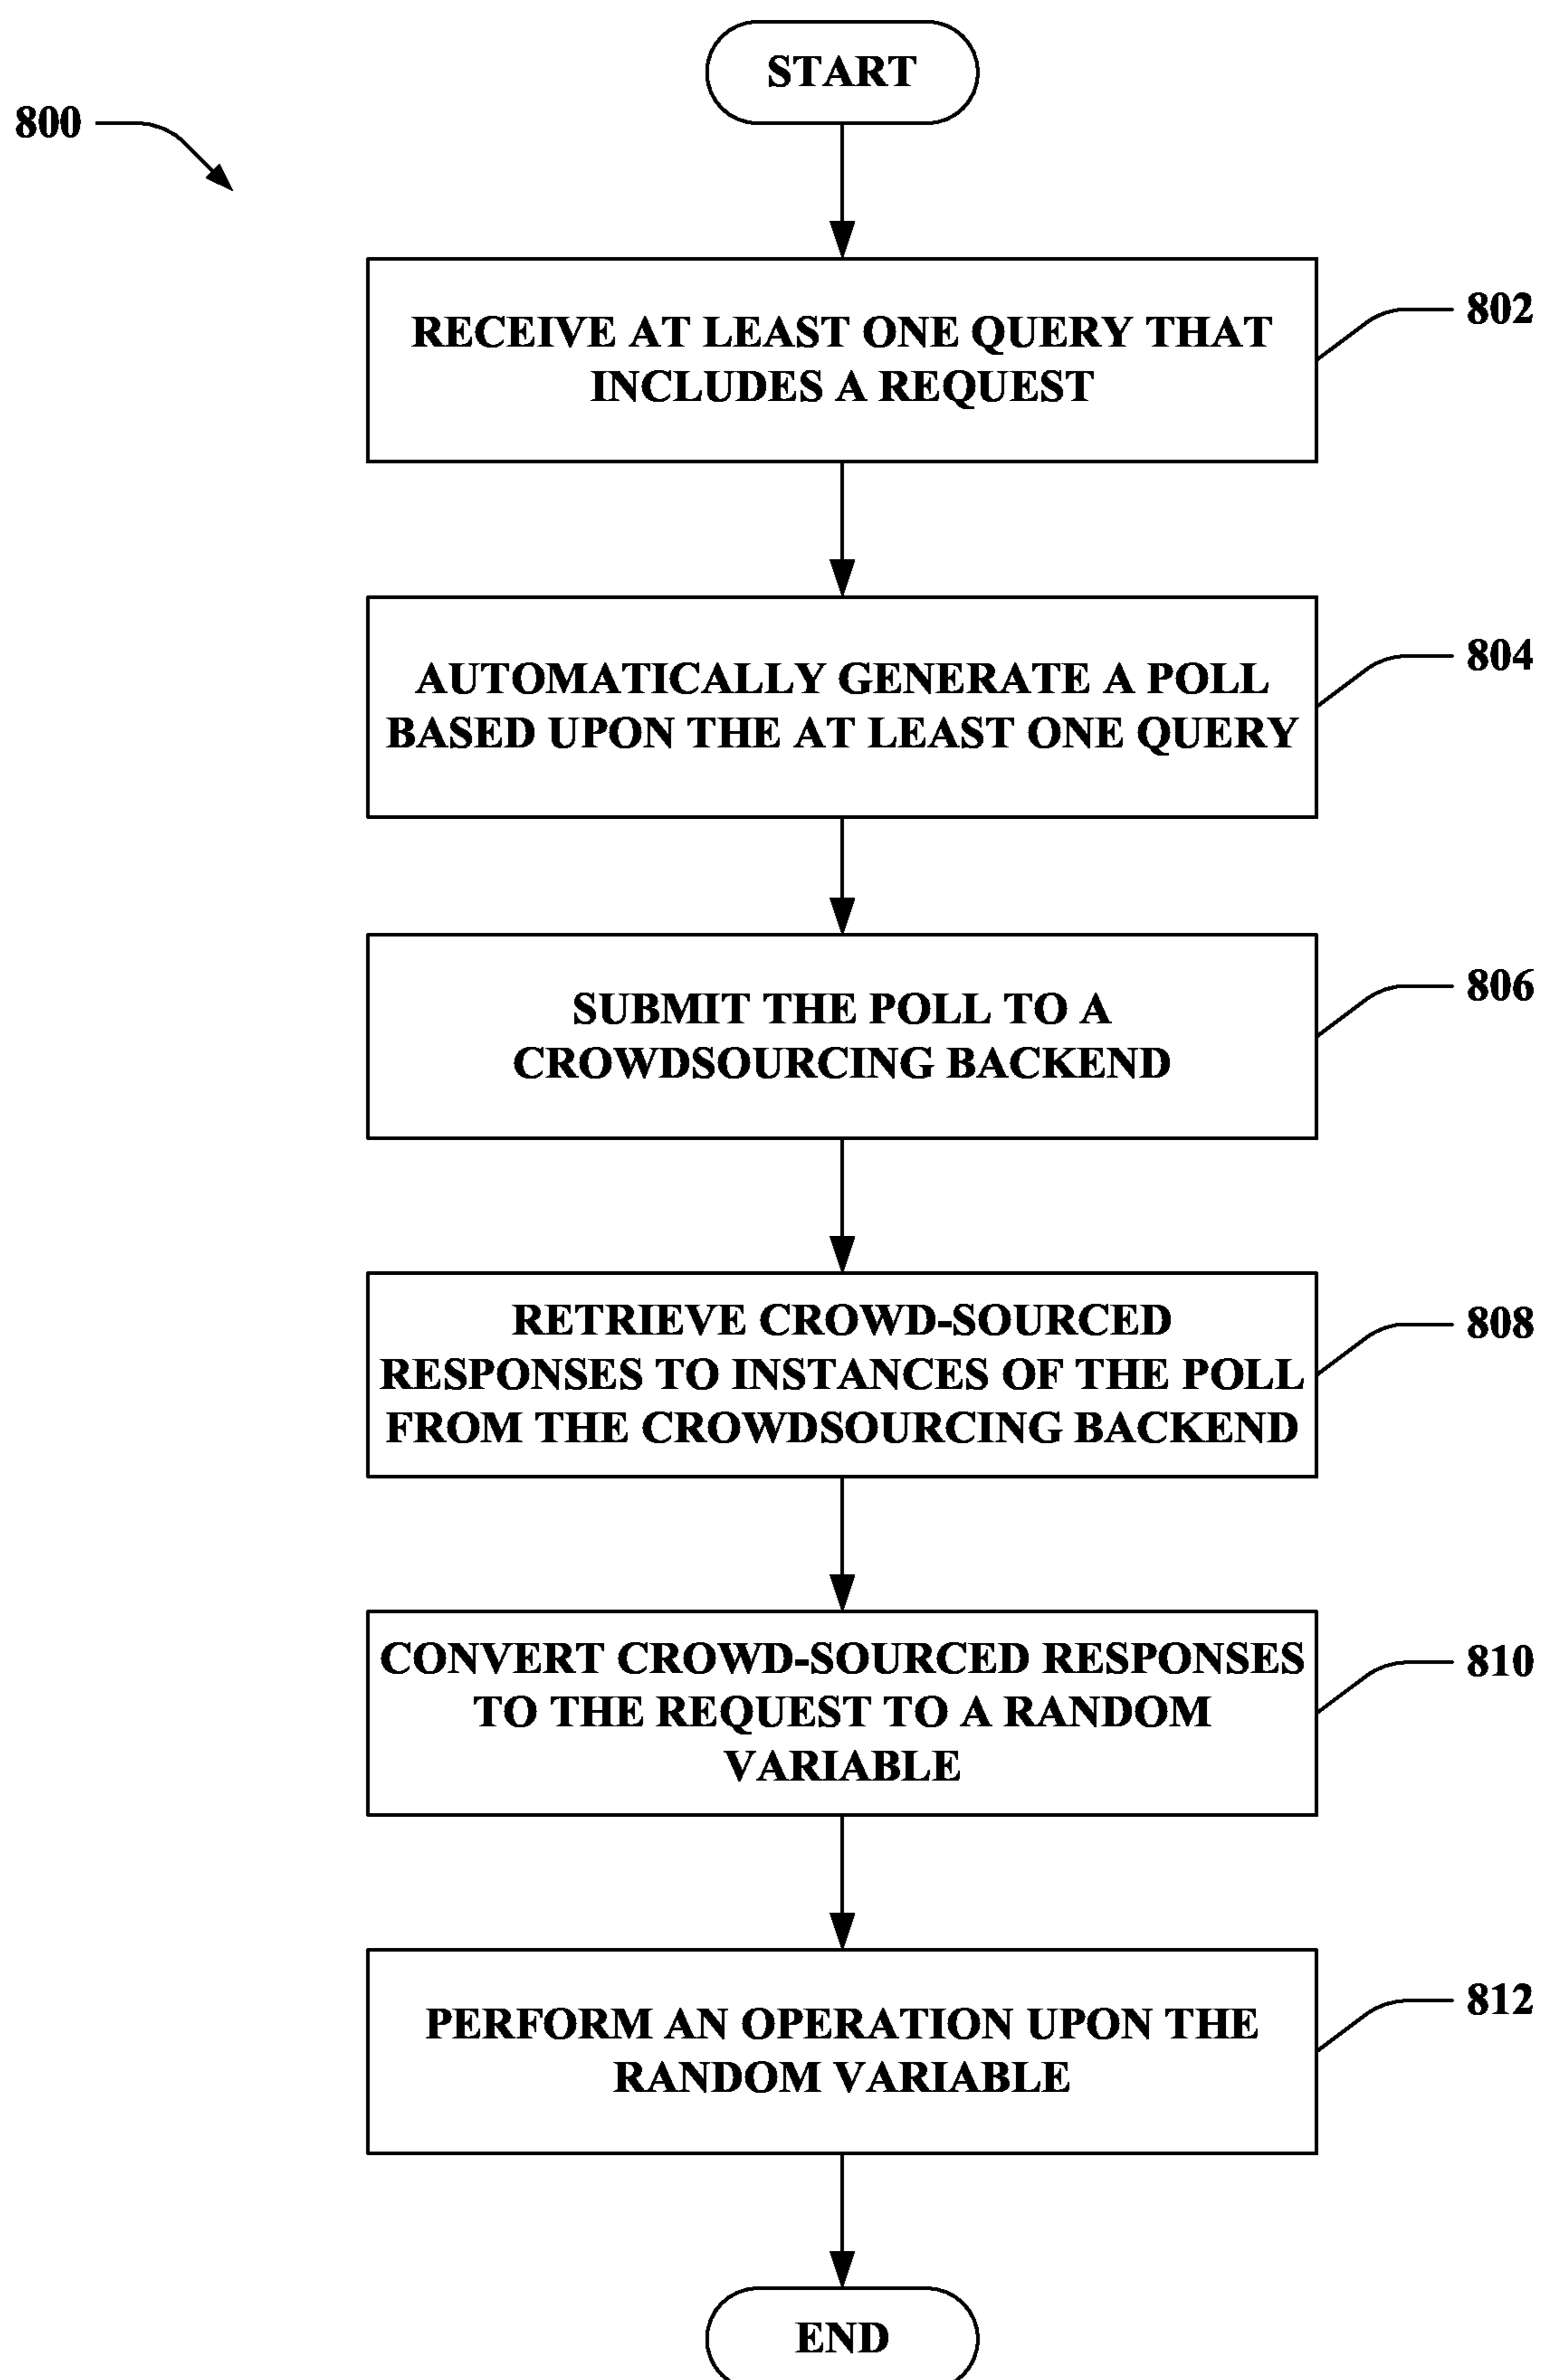 START
800
RECEIVE AT LEAST ONE QUERY THAT
INCLUDES A REQUEST
802
AUTOMATICALLY GENERATE A POLL
BASED UPON THE AT LEAST ONE QUERY
804
SUBMIT THE POLL TO A
CROWDSOURCING BACKEND
806
RETRIEVE CROWD-SOURCED
RESPONSES TO INSTANCES OF THE POLL
FROM THE CROWDSOURCING BACKEND
808
CONVERT CROWD-SOURCED RESPONSES
TO THE REQUEST TO A RANDOM
VARIABLE
810
PERFORM AN OPERATION UPON THE
RANDOM VARIABLE
812
END